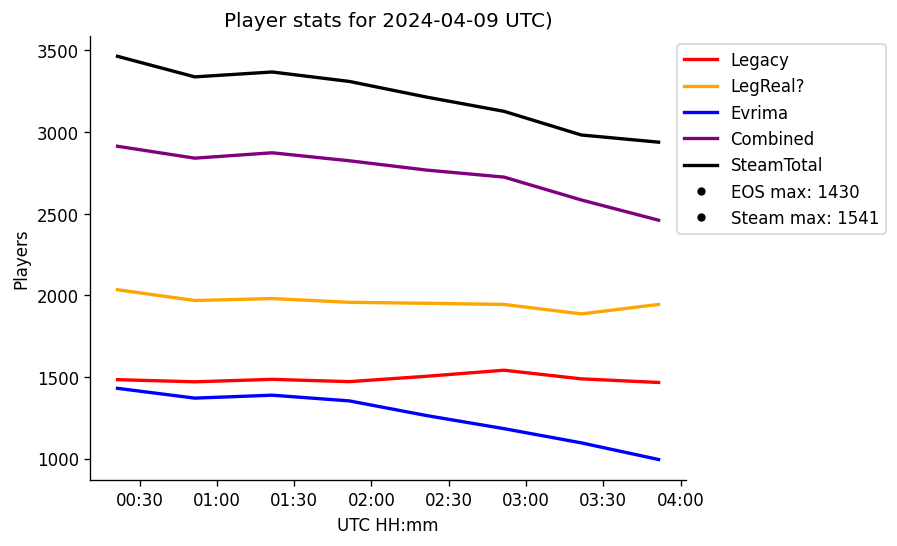 Player stats for 2024-04-09 UTC)
3500
3000
2500
2000
1500
1000
Players
00:30 01:00 01:30 02:00 02:30 03:00 03:30 04:00
UTC HH:mm
Legacy
LegReal?
Evrima
Combined
SteamTotal
EOS max: 1430
Steam max: 1541